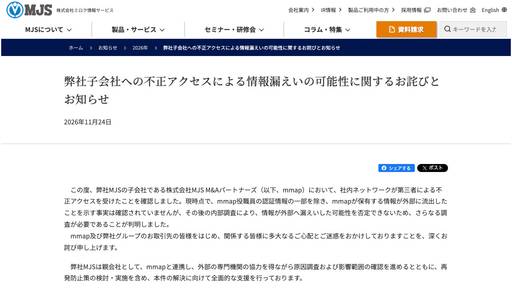 MJS 株式会社ミロク情報サービス
会社案内 IR情報 製品ご利用中の方 採用情報 お問い合わせ English
MJSについて 製品・サービス セミナー・研修会 コラム・特集 資料請求 キーワードを入力
ホーム お知らせ 2026年 弊社子会社への不正アクセスによる情報漏えいの可能性に関するお詫びとお知らせ
弊社子会社への不正アクセスによる情報漏えいの可能性に関するお詫びと
お知らせ
2026年11月24日
シェアする ポスト
この度、弊社MJSの子会社である株式会社MJS M&Aパートナーズ（以下、mmap）において、社内ネットワークが第三者による不
正アクセスを受けたことを確認しました。現時点で、mmap役職員の認証情報の一部を除き、mmapが保有する情報が外部に流出した
ことを示す事実は確認されていませんが、その後の内部調査により、情報が外部へ漏えいした可能性を否定できないため、さらなる調
査が必要であることが判明しました。
mmap及び弊社グループのお取引先の皆様をはじめ、関係する皆様に多大なるご心配とご迷惑をおかけしておりますことを、深くお
詫び申し上げます。
弊社MJSは親会社として、mmapと連携し、外部の専門機関の協力を得ながら原因調査および影響範囲の確認を進めるとともに、再
発防止策の検討・実施を含め、本件の解決に向けて全面的な支援を行っております。